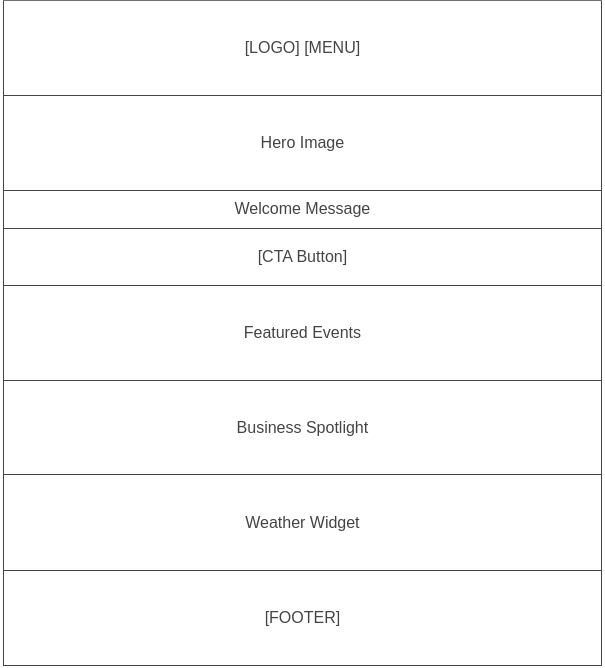 [LOGO] [MENU]
Hero Image
Welcome Message
[CTA Button]
Featured Events
Business Spotlight
Weather Widget
[FOOTER]